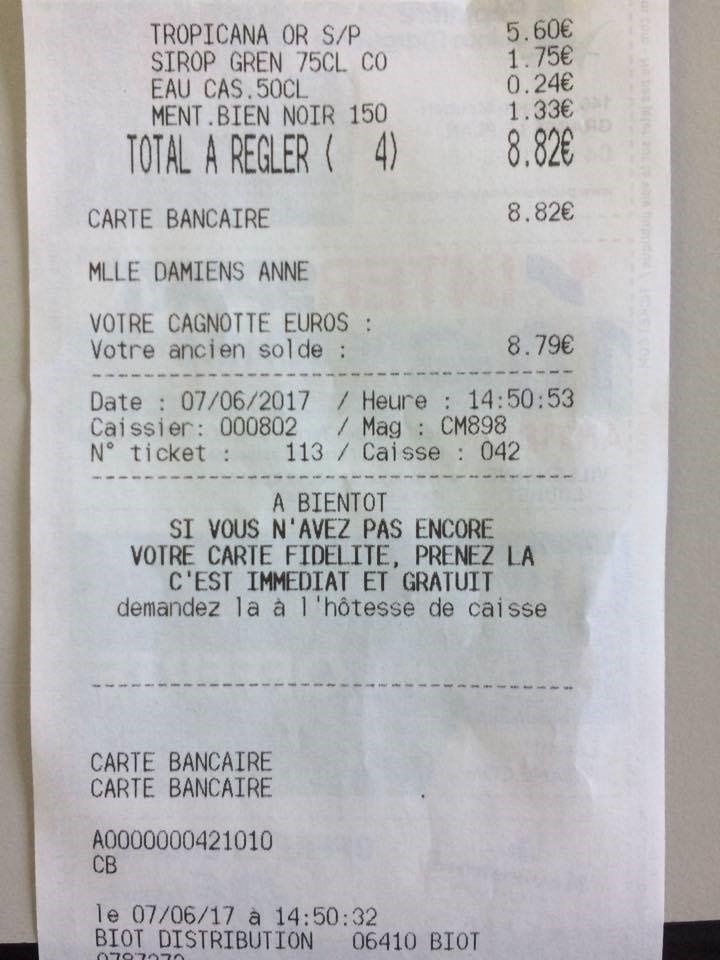 TROPICANA OR S/P 5.60€
SIROP GREN 75CL CO 1.75€
EAU CAS.50CL 0.24€
MENT.BIEN NOIR 150 1.33€
TOTAL A REGLER ( 4) 8.82€
CARTE BANCAIRE 8.82€
MLLE DAMIENS ANNE
VOTRE CAGNOTTE EUROS :
Votre ancien solde : 8.79€
Date : 07/06/2017 / Heure : 14:50:53
Caissier: 000802 / Mag : CM898
N° ticket : 113 / Caisse : 042
A BIENTOT
SI VOUS N'AVEZ PAS ENCORE
VOTRE CARTE FIDELITE, PRENEZ LA
C'EST IMMEDIAT ET GRATUIT
demandez la à l'hôtesse de caisse
CARTE BANCAIRE
CARTE BANCAIRE
A0000000421010
CB
le 07/06/17 à 14:50:32
BIOT DISTRIBUTION 06410 BIOT